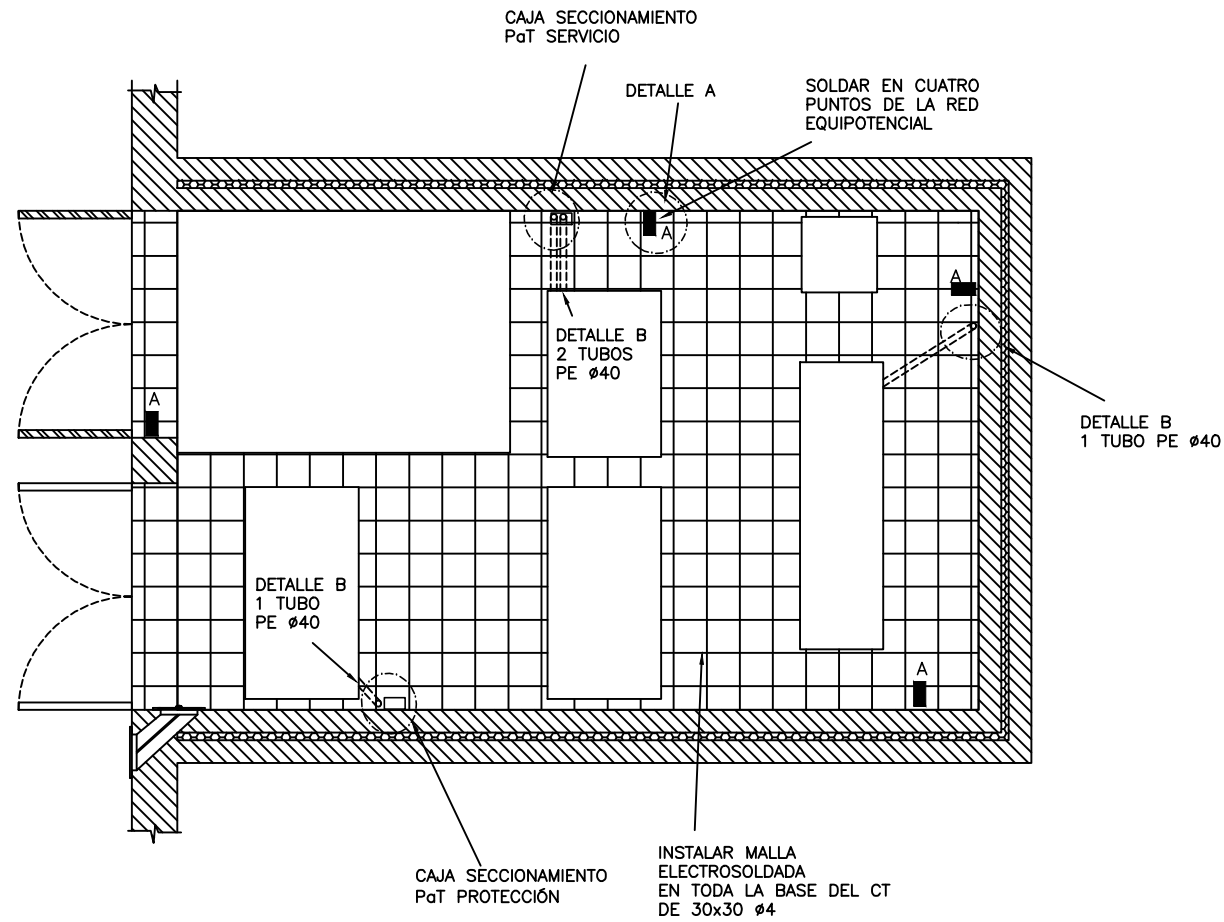 CAJA SECCIONAMIENTO
PaT SERVICIO
DETALLE A
SOLDAR EN CUATRO
PUNTOS DE LA RED
EQUIPOTENCIAL
A
A
DETALLE B
2 TUBOS
PE ø40
A
DETALLE B
1 TUBO PE ø40
DETALLE B
1 TUBO
PE ø40
A
CAJA SECCIONAMIENTO
PaT PROTECCIÓN
INSTALAR MALLA
ELECTROSOLDADA
EN TODA LA BASE DEL CT
DE 30x30 ø4